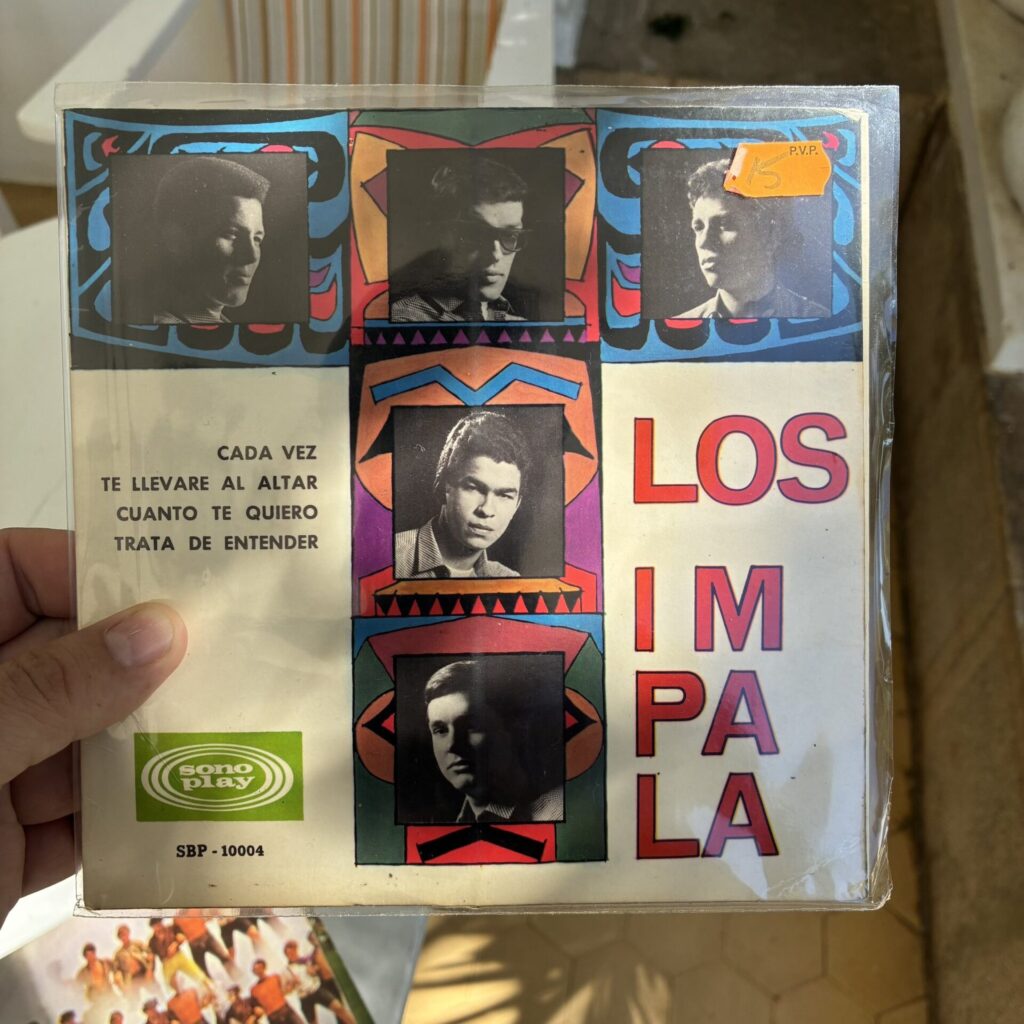 P.V.P.
15
LOS
CADA VEZ
TE LLEVARE AL ALTAR
CUANTO TE QUIERO
TRATA DE ENTENDER
IM
PA
LA
sono
play
SBP - 10004